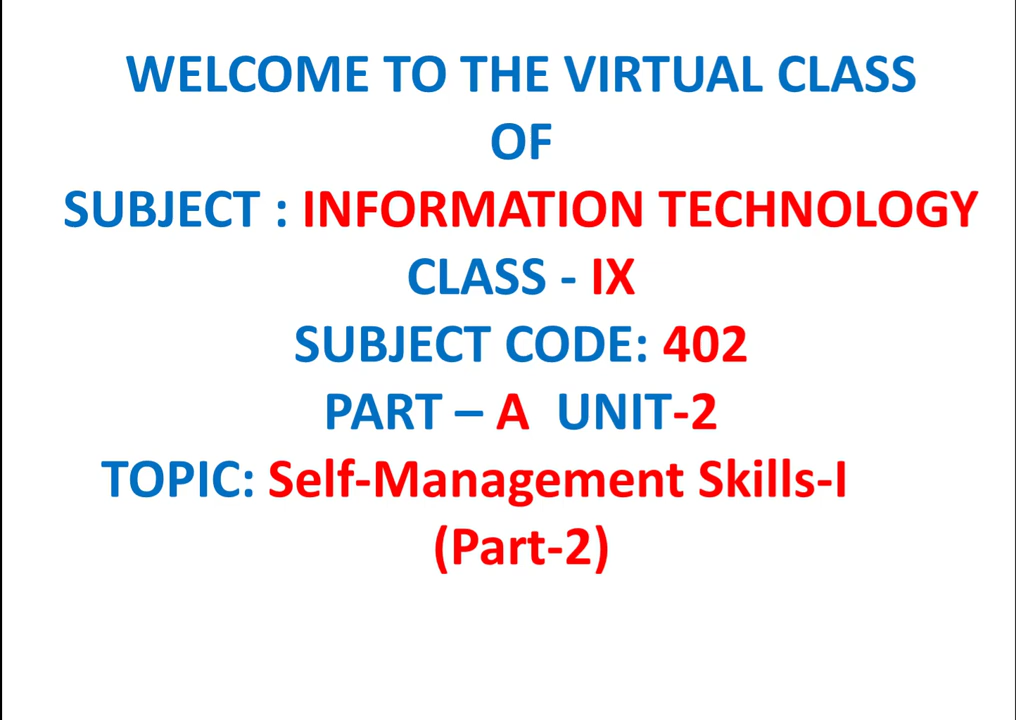 WELCOME TO THE VIRTUAL CLASS
OF
SUBJECT : INFORMATION TECHNOLOGY
CLASS - IX
SUBJECT CODE: 402
PART – A UNIT-2
TOPIC: Self-Management Skills-I
(Part-2)